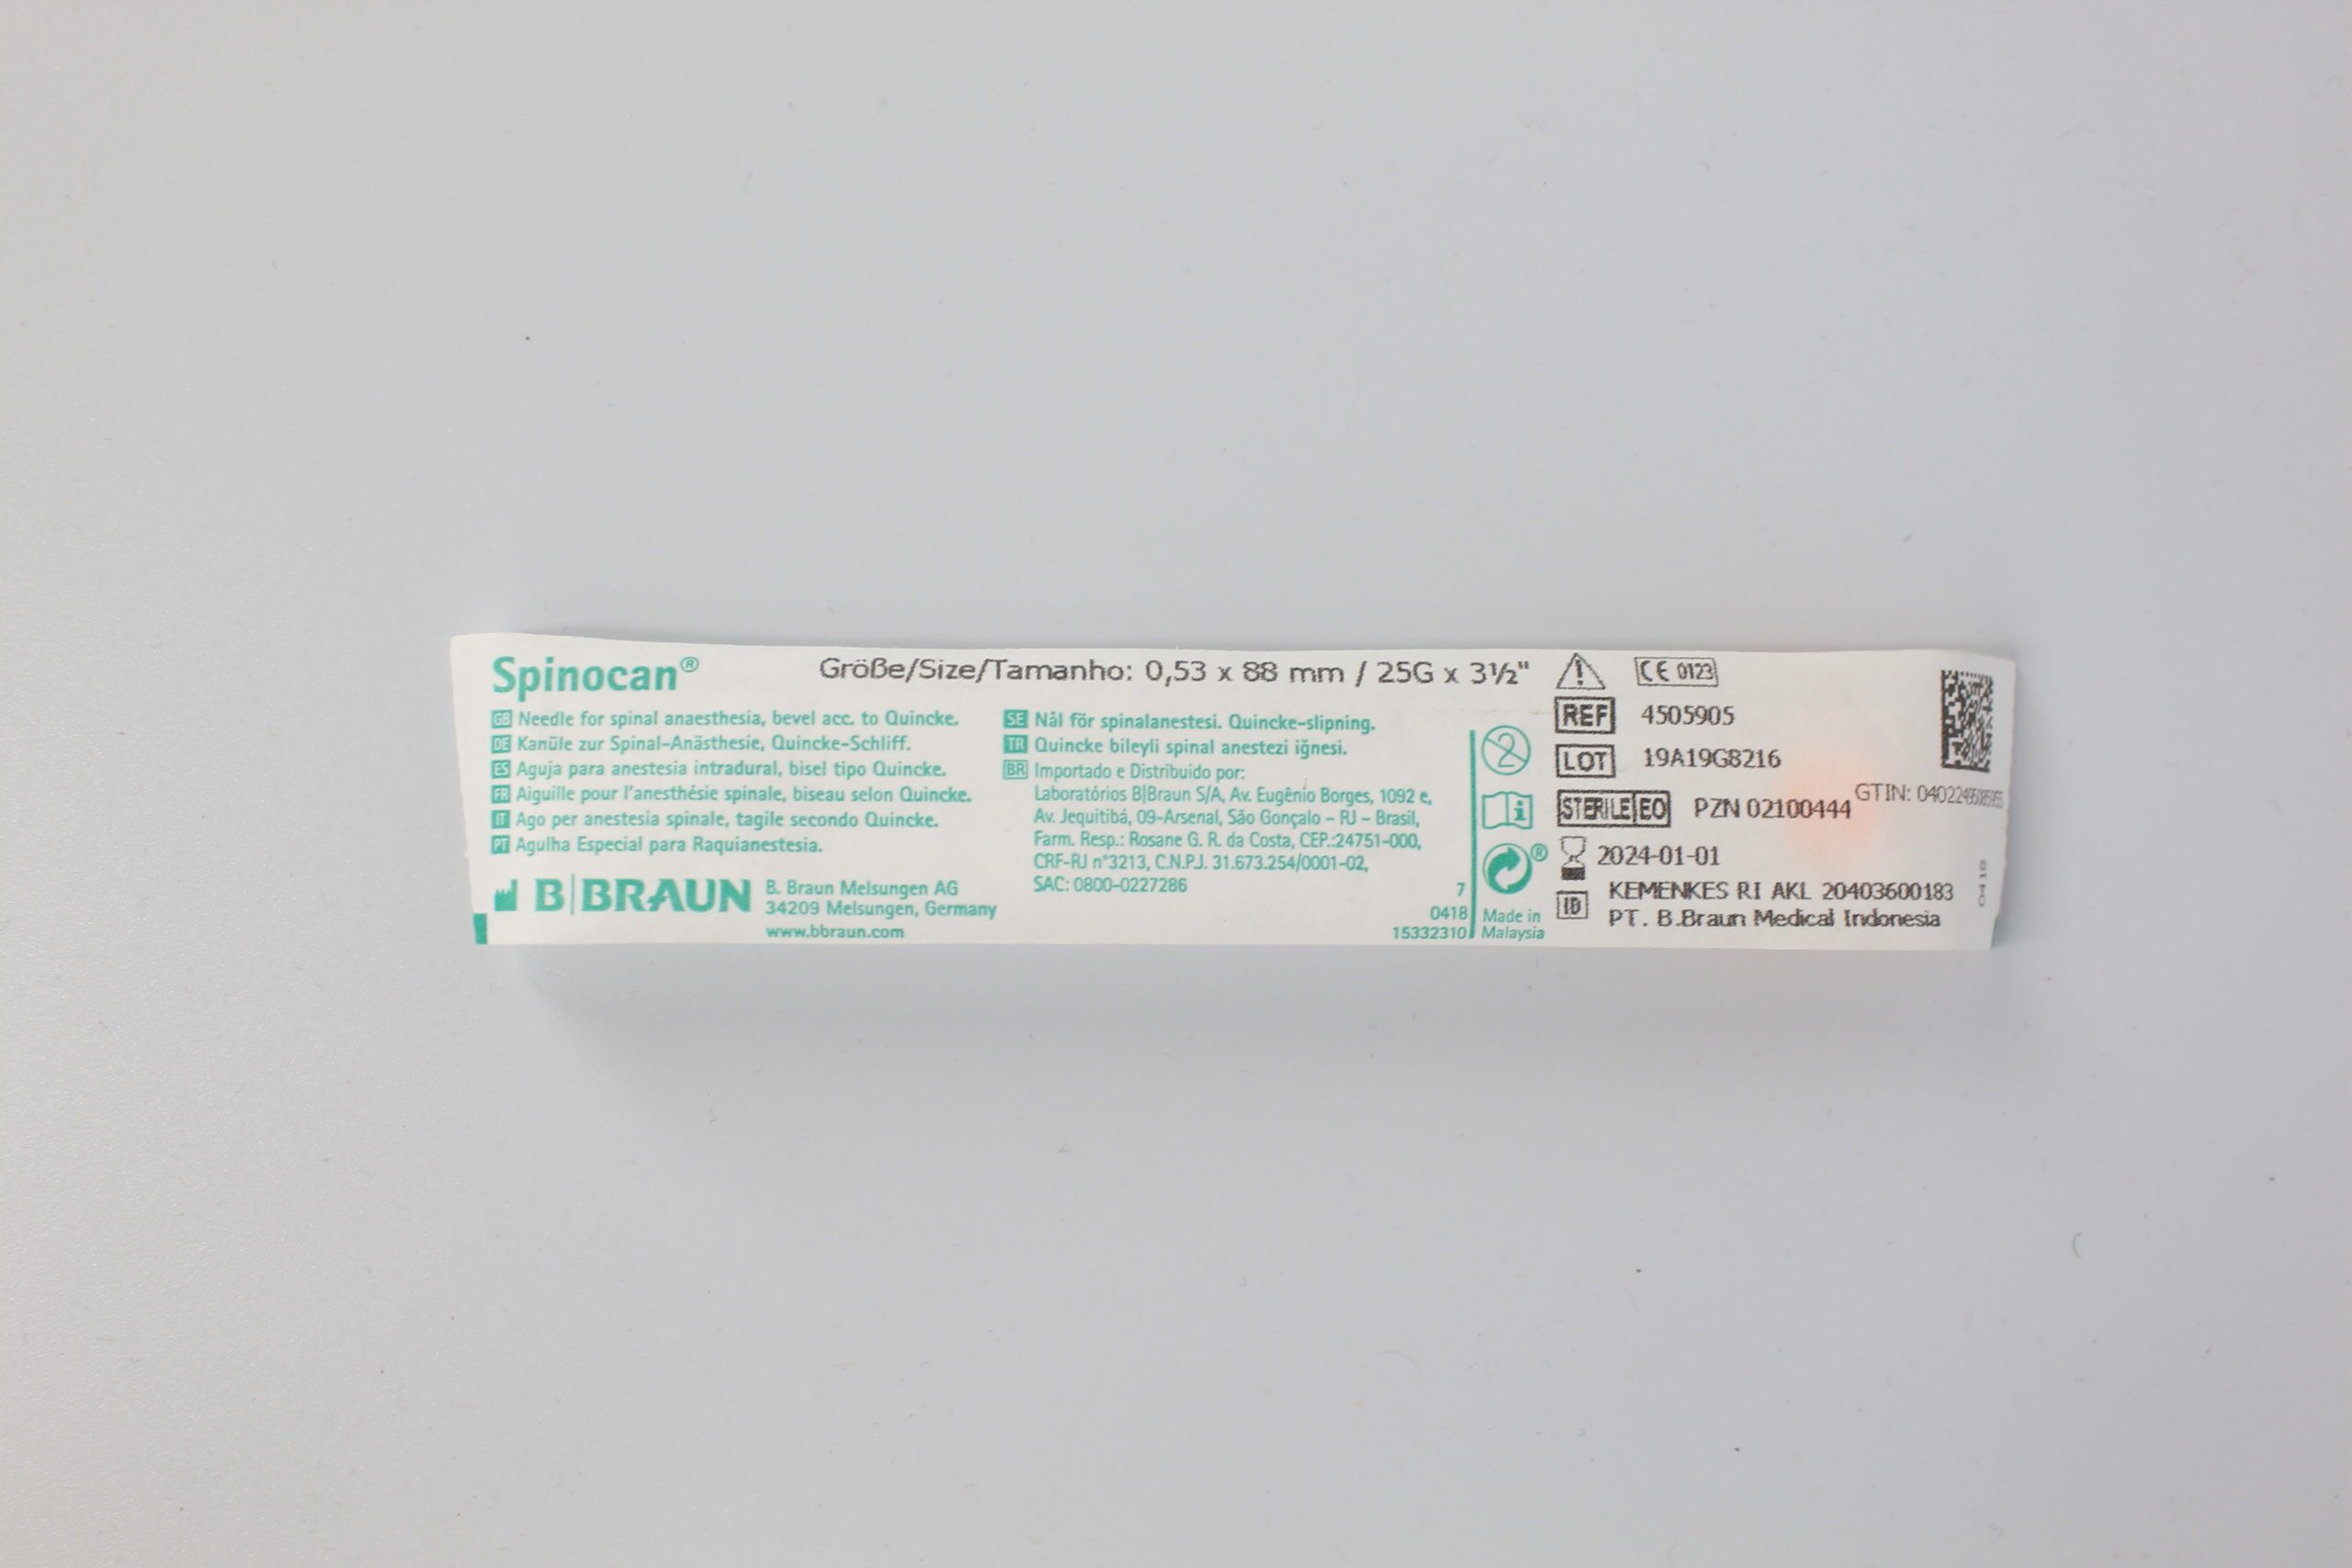 Spinocan®
Größe/Size/Tamanho: 0,53 x 88 mm / 25G x 3½"
GB Needle for spinal anaesthesia, bevel acc. to Quincke.
DE Kanüle zur Spinal-Anästhesie, Quincke-Schliff.
ES Aguja para anestesia intradural, bisel tipo Quincke.
FR Aiguille pour l'anesthésie spinale, biseau selon Quincke.
IT Ago per anestesia spinale, tagile secondo Quincke.
PT Agulha Especial para Raquianestesia.
B|BRAUN
B. Braun Melsungen AG
34209 Melsungen, Germany
www.bbraun.com
SE Nål för spinalanestesi. Quincke-slipning.
TR Quincke bileyli spinal anestezi iğnesi.
BR Importado e Distribuido por:
Laboratórios B|Braun S/A, Av. Eugênio Borges, 1092 e,
Av. Jequitibá, 09-Arsenal, São Gonçalo - RJ - Brasil,
Farm. Resp.: Rosane G. R. da Costa, CEP.:24751-000,
CRF-RJ n°3213, C.N.P.J. 31.673.254/0001-02,
SAC: 0800-0227286
7
0418
15332310
2
i
®
Made in
Malaysia
CE 0123
REF 4505905
LOT 19A19G8216
STERILE EO PZN 02100444
GTIN:
2024-01-01
ID KEMENKES RI AKL 20403600183
PT. B.Braun Medical Indonesia